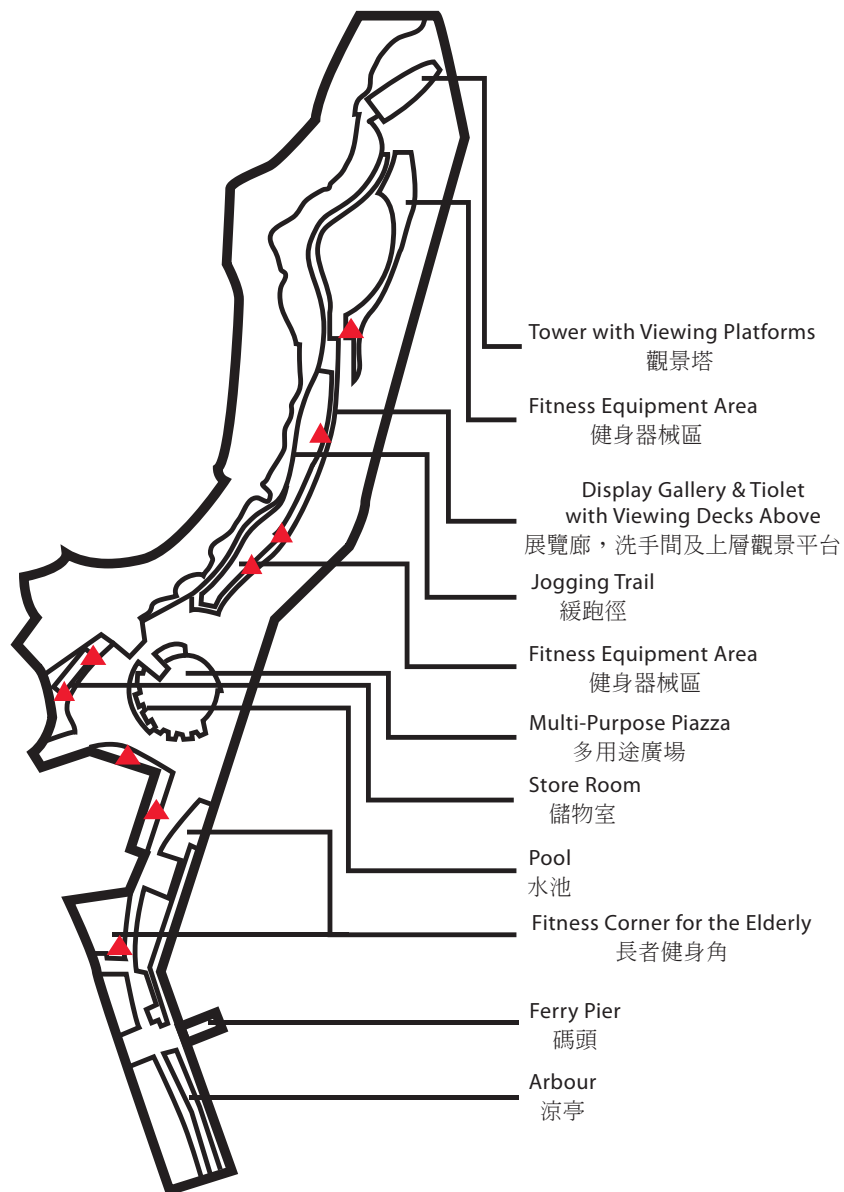 Tower with Viewing Platforms
觀景塔
Fitness Equipment Area
健身器械區
Display Gallery & Tiolet
with Viewing Decks Above
展覽廊，洗手間及上層觀景平台
Jogging Trail
緩跑徑
Fitness Equipment Area
健身器械區
Multi-Purpose Piazza
多用途廣場
Store Room
儲物室
Pool
水池
Fitness Corner for the Elderly
長者健身角
Ferry Pier
碼頭
Arbour
涼亭